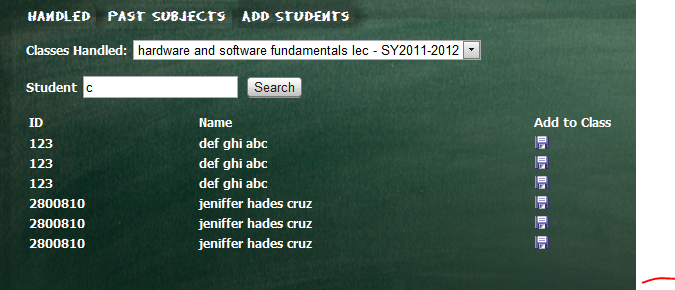 HANDLED PAST SUBJECTS ADD STUDENTS
Classes Handled: hardware and software fundamentals lec - SY2011-2012
Student c Search
ID Name Add to Class
123 def ghi abc
123 def ghi abc
123 def ghi abc
2800810 jeniffer hades cruz
2800810 jeniffer hades cruz
2800810 jeniffer hades cruz